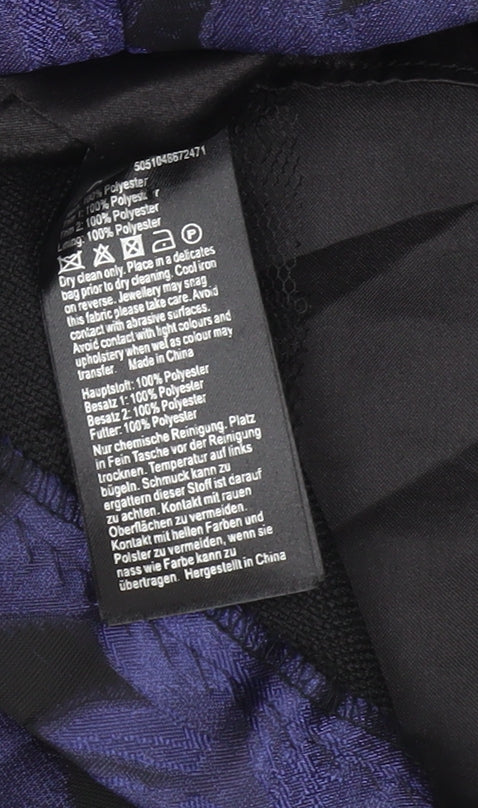 5051048672471
100% Polyester
1: 100% Polyester
2: 100% Polyester
Lining: 100% Polyester
P
Dry clean only. Place in a delicates
bag prior to dry cleaning. Cool iron
on reverse. Jewellery may snag
this fabric please take care. Avoid
contact with abrasive surfaces.
Avoid contact with light colours and
upholstery when wet as colour may
transfer. Made in China
Hauptstoff: 100% Polyester
Besatz 1: 100% Polyester
Besatz 2: 100% Polyester
Futter: 100% Polyester
Nur chemische Reinigung. Platz
in Fein Tasche vor der Reinigung
trocknen. Temperatur auf links
bügeln. Schmuck kann zu
ergattern dieser Stoff ist darauf
zu achten. Kontakt mit rauen
Oberflächen zu vermeiden.
Kontakt mit hellen Farben und
Polster zu vermeiden, wenn sie
nass wie Farbe kann zu
übertragen. Hergestellt in China